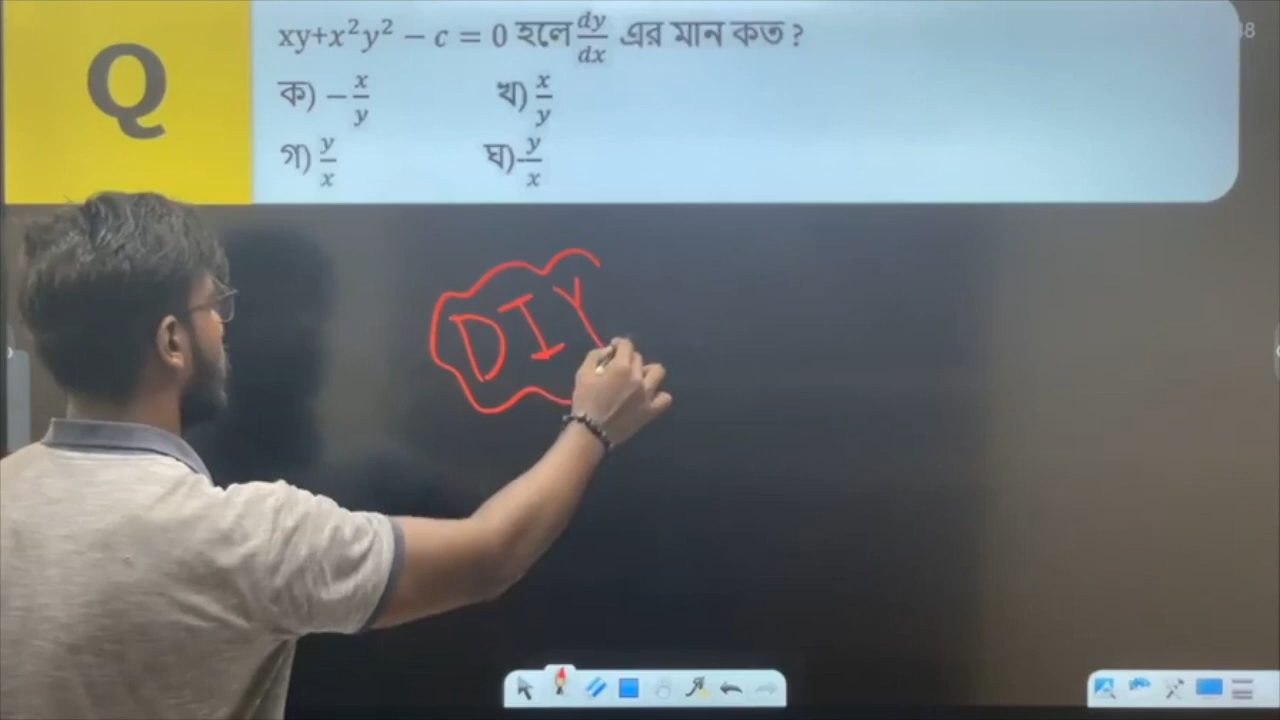 Q
xy+x²y² − c = 0 হলে dy/dx এর মান কত ?
ক) −x/y
খ) x/y
গ) y/x
ঘ)-y/x
DIY